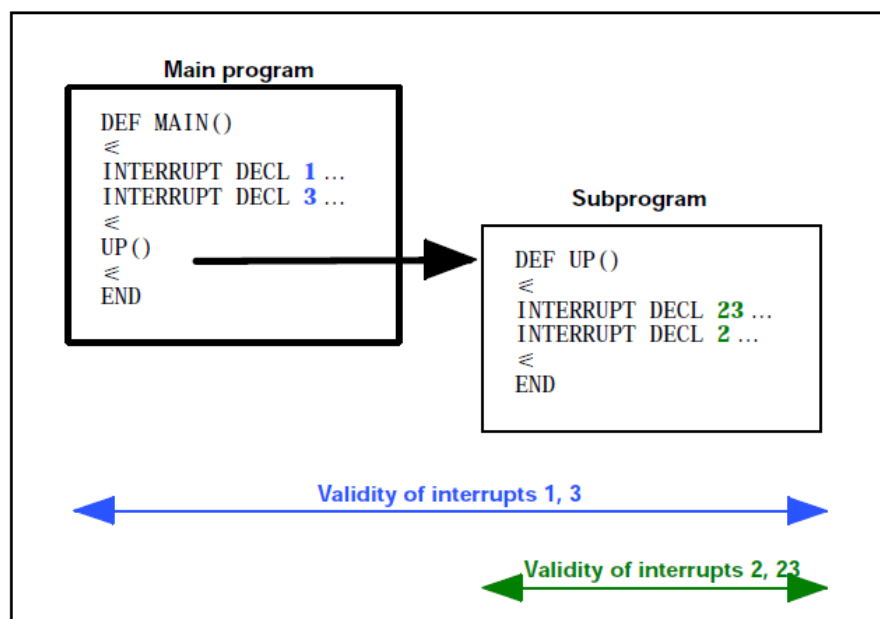 Main program
DEF MAIN()
⋞
INTERRUPT DECL 1 ...
INTERRUPT DECL 3 ...
⋞
UP()
⋞
END
Subprogram
DEF UP()
⋞
INTERRUPT DECL 23 ...
INTERRUPT DECL 2 ...
⋞
END
Validity of interrupts 1, 3
Validity of interrupts 2, 23